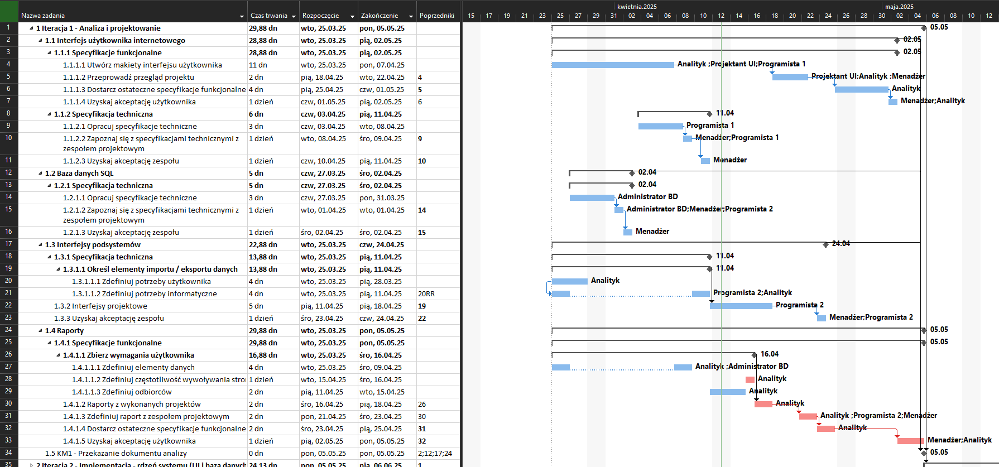 kwietnia.2025 maja.2025
Nazwa zadania Czas trwania Rozpoczęcie Zakończenie Poprzedniki 15 17 19 21 23 25 27 29 31 02 04 06 08 10 12 14 16 18 20 22 24 26 28 30 02 04 06 08 10 12
1 1 Iteracja 1 - Analiza i projektowanie 29,88 dn wto, 25.03.25 pon, 05.05.25 05.05
2 1.1 Interfejs użytkownika internetowego 28,88 dn wto, 25.03.25 pią, 02.05.25 02.05
3 1.1.1 Specyfikacje funkcjonalne 28,88 dn wto, 25.03.25 pią, 02.05.25 02.05
4 1.1.1.1 Utwórz makiety interfejsu użytkownika 11 dn wto, 25.03.25 pon, 07.04.25 Analityk ;Projektant UI;Programista 1
5 1.1.1.2 Przeprowadź przegląd projektu 2 dn pią, 18.04.25 wto, 22.04.25 4 Projektant UI;Analityk ;Menadżer
6 1.1.1.3 Dostarcz ostateczne specyfikacje funkcjonalne 4 dn pią, 25.04.25 czw, 01.05.25 5 Analityk
7 1.1.1.4 Uzyskaj akceptację użytkownika 1 dzień czw, 01.05.25 pią, 02.05.25 6 Menadżer;Analityk
8 1.1.2 Specyfikacja techniczna 6 dn czw, 03.04.25 pią, 11.04.25 11.04
9 1.1.2.1 Opracuj specyfikacje techniczne 3 dn czw, 03.04.25 wto, 08.04.25 Programista 1
10 1.1.2.2 Zapoznaj się z specyfikacjami technicznymi z 1 dzień wto, 08.04.25 śro, 09.04.25 9 Menadżer;Programista 1
zespołem projektowym
11 1.1.2.3 Uzyskaj akceptację zespołu 1 dzień czw, 10.04.25 pią, 11.04.25 10 Menadżer
12 1.2 Baza danych SQL 5 dn czw, 27.03.25 śro, 02.04.25 02.04
13 1.2.1 Specyfikacja techniczna 5 dn czw, 27.03.25 śro, 02.04.25 02.04
14 1.2.1.1 Opracuj specyfikacje techniczne 3 dn czw, 27.03.25 pon, 31.03.25 Administrator BD
15 1.2.1.2 Zapoznaj się z specyfikacjami technicznymi z 1 dzień wto, 01.04.25 wto, 01.04.25 14 Administrator BD;Menadżer;Programista 2
zespołem projektowym
16 1.2.1.3 Uzyskaj akceptację zespołu 1 dzień śro, 02.04.25 śro, 02.04.25 15 Menadżer
17 1.3 Interfejsy podsystemów 22,88 dn wto, 25.03.25 czw, 24.04.25 24.04
18 1.3.1 Specyfikacja techniczna 13,88 dn wto, 25.03.25 pią, 11.04.25 11.04
19 1.3.1.1 Określ elementy importu / eksportu danych 13,88 dn wto, 25.03.25 pią, 11.04.25 11.04
20 1.3.1.1.1 Zdefiniuj potrzeby użytkownika 4 dn wto, 25.03.25 pią, 28.03.25 Analityk
21 1.3.1.1.2 Zdefiniuj potrzeby informatyczne 4 dn wto, 25.03.25 pią, 11.04.25 20RR Programista 2;Analityk
22 1.3.2 Interfejsy projektowe 5 dn pią, 11.04.25 pią, 18.04.25 19 Programista 2
23 1.3.3 Uzyskaj akceptację zespołu 1 dzień śro, 23.04.25 czw, 24.04.25 22 Menadżer;Programista 2
24 1.4 Raporty 29,88 dn wto, 25.03.25 pon, 05.05.25 05.05
25 1.4.1 Specyfikacje funkcjonalne 29,88 dn wto, 25.03.25 pon, 05.05.25 05.05
26 1.4.1.1 Zbierz wymagania użytkownika 16,88 dn wto, 25.03.25 śro, 16.04.25 16.04
27 1.4.1.1.1 Zdefiniuj elementy danych 4 dn wto, 25.03.25 śro, 09.04.25 Analityk ;Administrator BD
28 1.4.1.1.2 Zdefiniuj częstotliwość wywoływania stron 1 dzień wto, 15.04.25 śro, 16.04.25 Analityk
29 1.4.1.1.3 Zdefiniuj odbiorców 2 dn pią, 11.04.25 wto, 15.04.25 Analityk
30 1.4.1.2 Raporty z wykonanych projektów 2 dn śro, 16.04.25 pią, 18.04.25 26 Analityk
31 1.4.1.3 Zdefiniuj raport z zespołem projektowym 2 dn pon, 21.04.25 śro, 23.04.25 30 Analityk ;Programista 2;Menadżer
32 1.4.1.4 Dostarcz ostateczne specyfikacje funkcjonalne 2 dn śro, 23.04.25 pią, 25.04.25 31 Analityk
33 1.4.1.5 Uzyskaj akceptację użytkownika 1 dzień pią, 02.05.25 pon, 05.05.25 32 Menadżer;Analityk
34 1.5 KM1 - Przekazanie dokumentu analizy 0 dn pon, 05.05.25 pon, 05.05.25 2;12;17;24 05.05
35 2 Iteracja 2 - Implementacja - rdzeń systemu (UI i baza danych 24,13 dn pon, 05.05.25 pią, 06.06.25 1